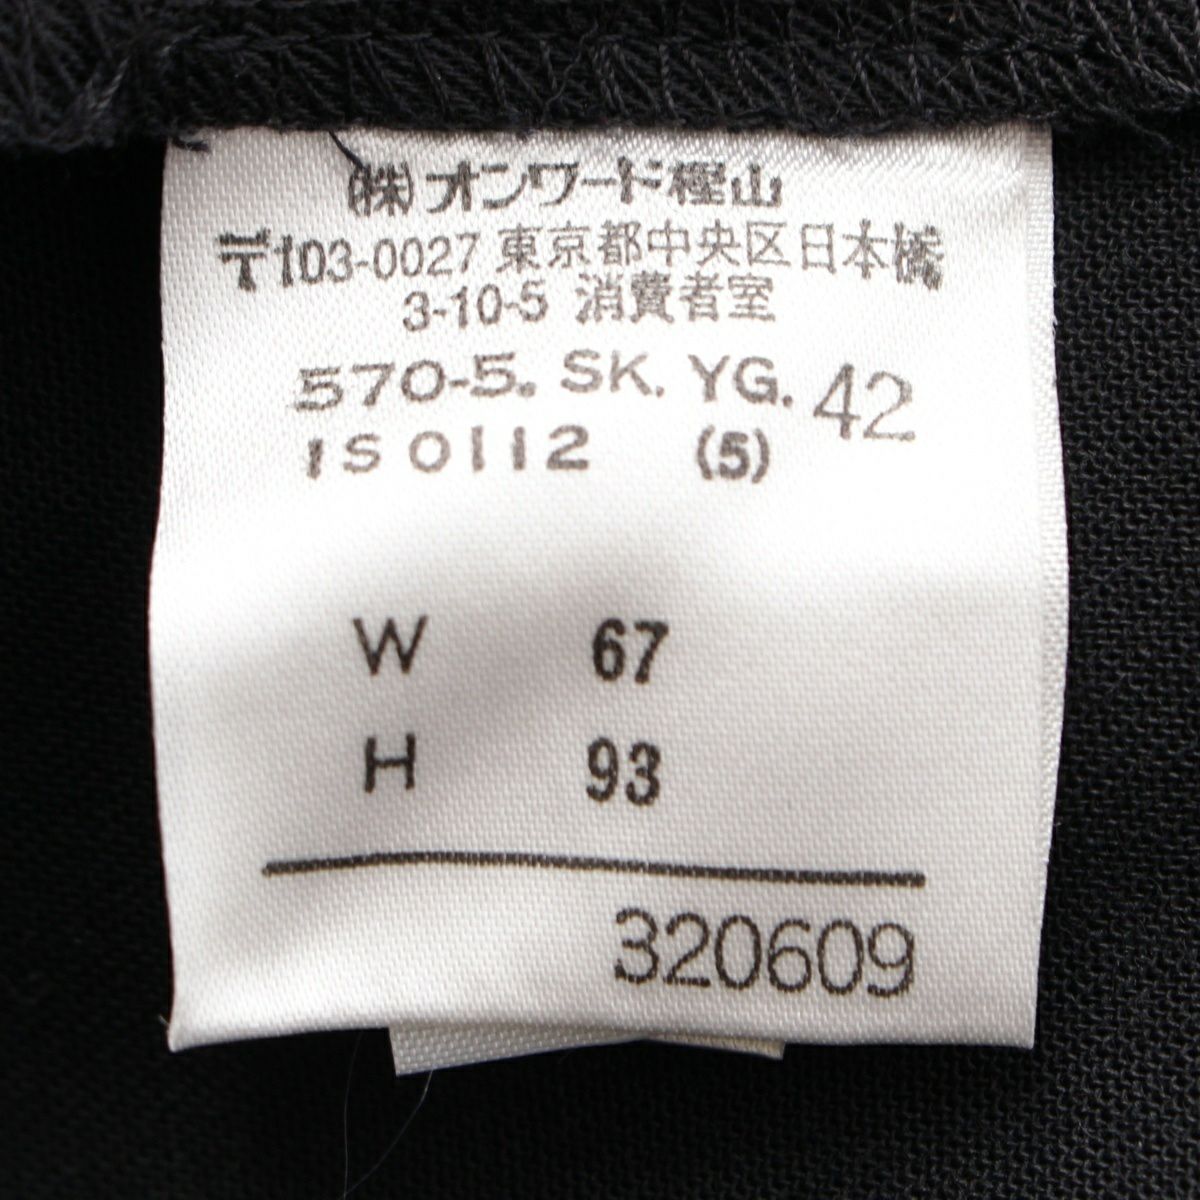 (株)オンワード樫山
〒103-0027 東京都中央区日本橋
3-10-5 消費者室
570-5. SK. YG. 42
IS0112 (5)
W 67
H 93
320609